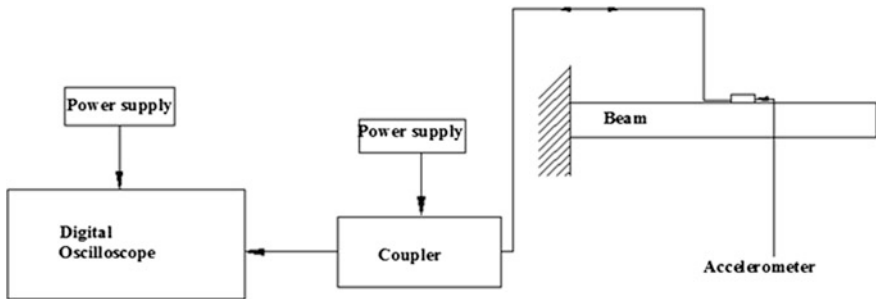 Power supply
Power supply
Beam
Digital
Oscilloscope
Coupler
Accelerometer